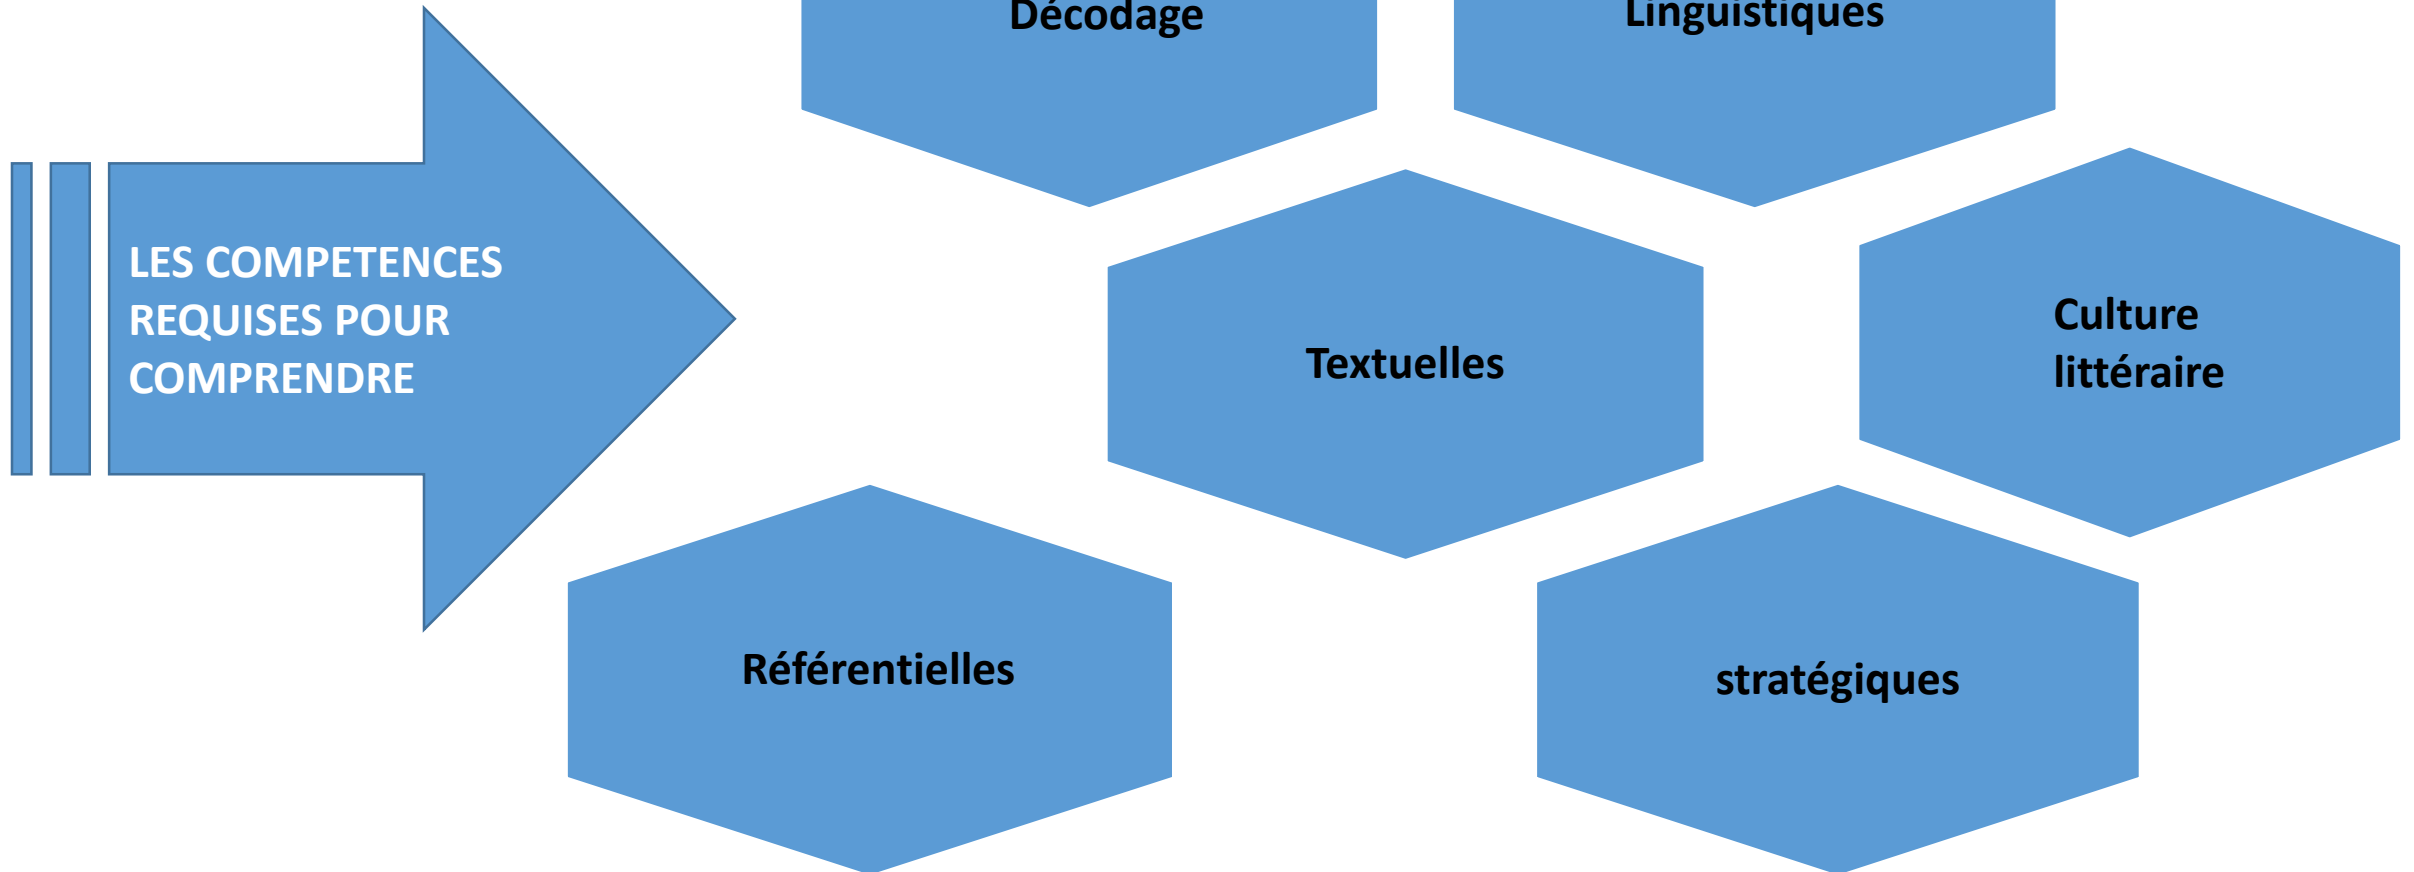 Décodage
Linguistiques
LES COMPETENCES
REQUISES POUR
COMPRENDRE
Textuelles
Culture
littéraire
Référentielles
stratégiques